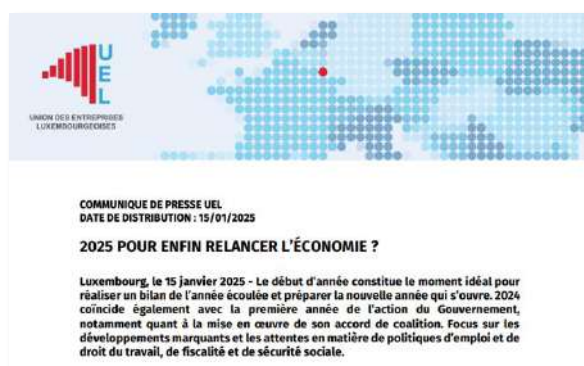 UEL
UNION DES ENTREPRISES
LUXEMBOURGEOISES
COMMUNIQUE DE PRESSE UEL
DATE DE DISTRIBUTION : 15/01/2025
2025 POUR ENFIN RELANCER L'ÉCONOMIE ?
Luxembourg, le 15 janvier 2025 - Le début d'année constitue le moment idéal pour
réaliser un bilan de l'année écoulée et préparer la nouvelle année qui s'ouvre. 2024
coïncide également avec la première année de l'action du Gouvernement,
notamment quant à la mise en œuvre de son accord de coalition. Focus sur les
développements marquants et les attentes en matière de politiques d'emploi et de
droit du travail, de fiscalité et de sécurité sociale.